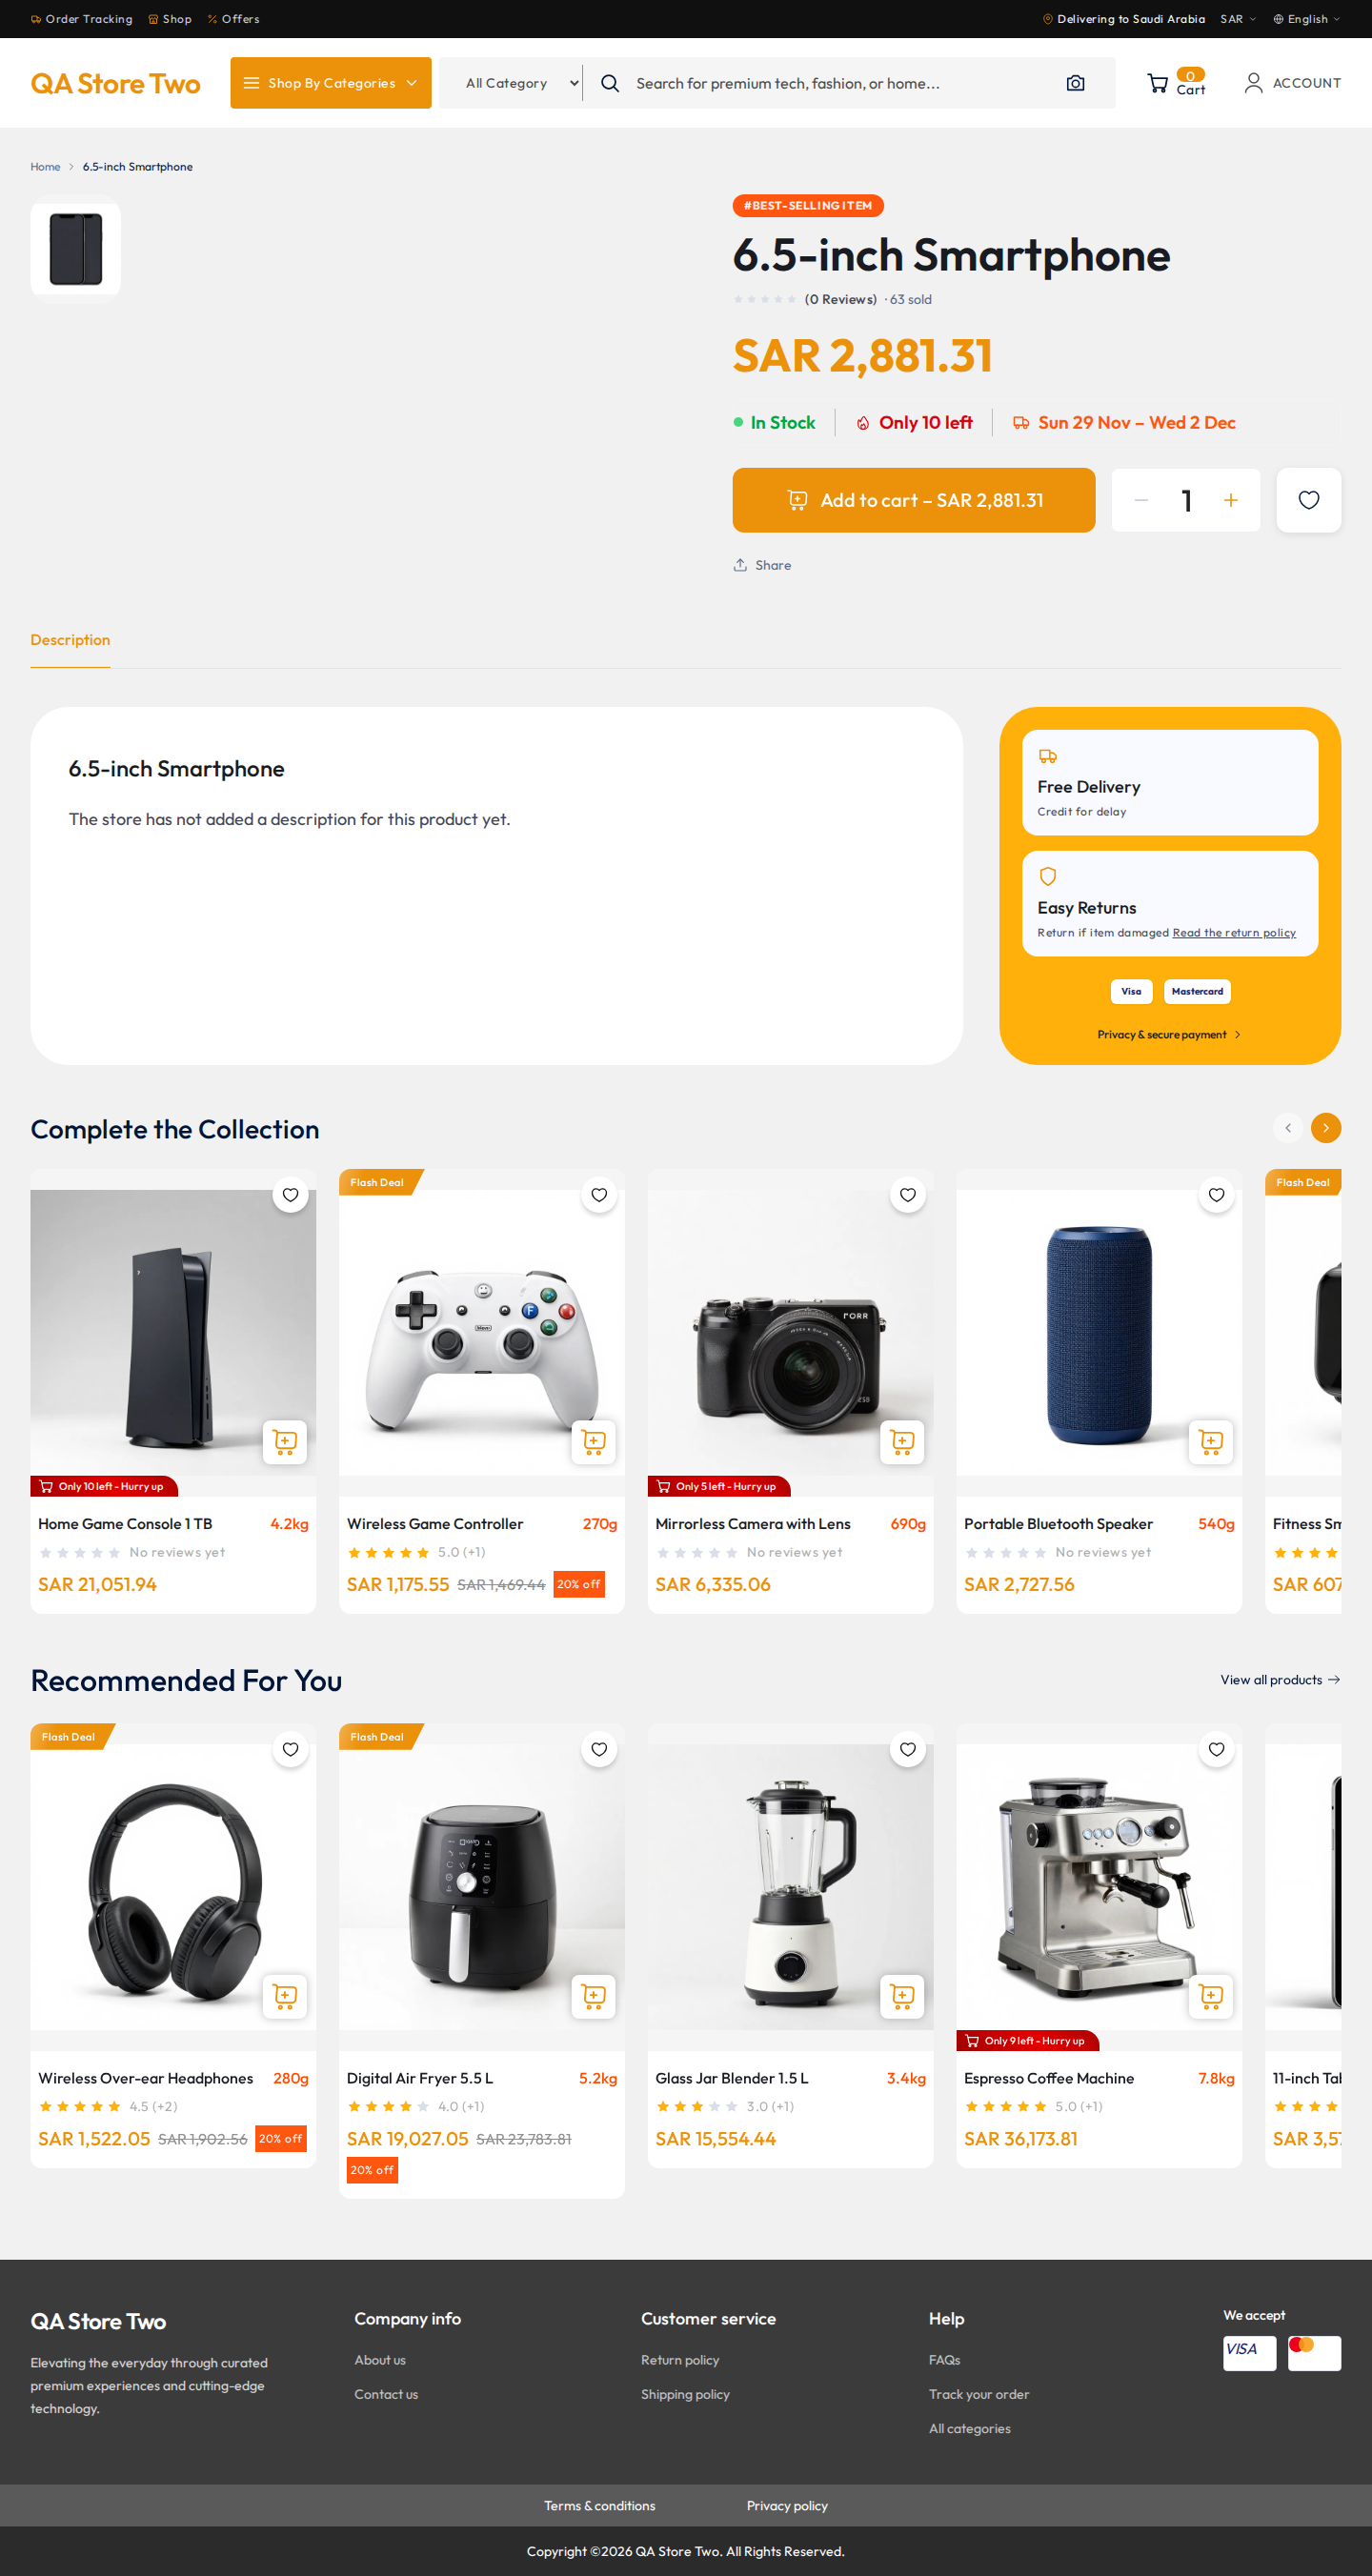 Order Tracking
Shop
Offers
Delivering to Saudi Arabia
SAR
English
QA Store Two
Shop By Categories
All Category
Search for premium tech, fashion, or home...
0
Cart
ACCOUNT
Home
6.5-inch Smartphone
#BEST-SELLING ITEM
6.5-inch Smartphone
(0 Reviews) · 63 sold
SAR 2,881.31
In Stock
Only 10 left
Sun 29 Nov – Wed 2 Dec
Add to cart – SAR 2,881.31
1
Share
Description
6.5-inch Smartphone
The store has not added a description for this product yet.
Free Delivery
Credit for delay
Easy Returns
Return if item damaged Read the return policy
Visa
Mastercard
Privacy & secure payment
Complete the Collection
Only 10 left - Hurry up
Home Game Console 1 TB
4.2kg
No reviews yet
SAR 21,051.94
Flash Deal
Wireless Game Controller
270g
5.0 (+1)
SAR 1,175.55 SAR 1,469.44 20% off
Only 5 left - Hurry up
Mirrorless Camera with Lens
690g
No reviews yet
SAR 6,335.06
Portable Bluetooth Speaker
540g
No reviews yet
SAR 2,727.56
Flash Deal
Fitness Sm
SAR 607
Recommended For You
View all products
Flash Deal
Wireless Over-ear Headphones
280g
4.5 (+2)
SAR 1,522.05 SAR 1,902.56 20% off
Flash Deal
Digital Air Fryer 5.5 L
5.2kg
4.0 (+1)
SAR 19,027.05 SAR 23,783.81
20% off
Glass Jar Blender 1.5 L
3.4kg
3.0 (+1)
SAR 15,554.44
Only 9 left - Hurry up
Espresso Coffee Machine
7.8kg
5.0 (+1)
SAR 36,173.81
11-inch Tab
SAR 3,57
QA Store Two
Elevating the everyday through curated
premium experiences and cutting-edge
technology.
Company info
About us
Contact us
Customer service
Return policy
Shipping policy
Help
FAQs
Track your order
All categories
We accept
VISA
Terms & conditions
Privacy policy
Copyright ©2026 QA Store Two. All Rights Reserved.